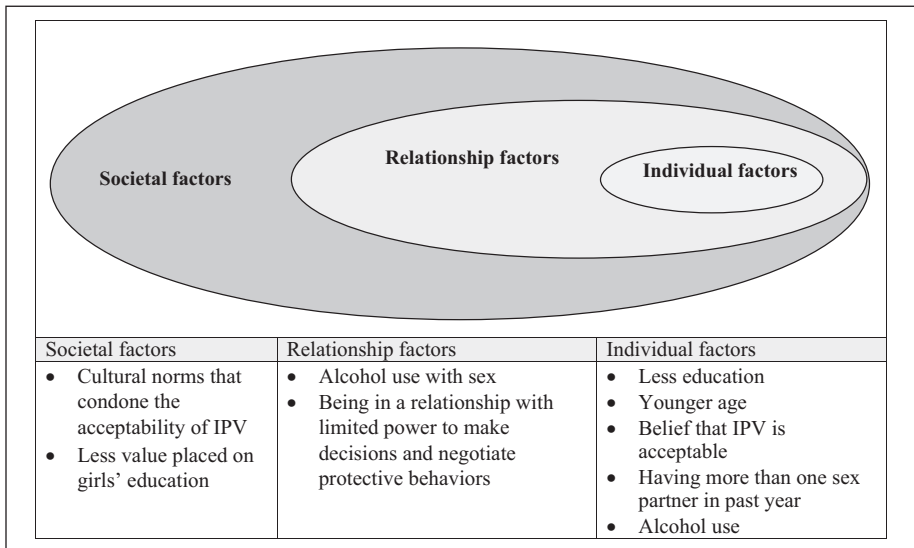 Societal factors
Relationship factors
Individual factors
Societal factors
• Cultural norms that
condone the
acceptability of IPV
• Less value placed on
girls’ education
Relationship factors
• Alcohol use with sex
• Being in a relationship with
limited power to make
decisions and negotiate
protective behaviors
Individual factors
• Less education
• Younger age
• Belief that IPV is
acceptable
• Having more than one sex
partner in past year
• Alcohol use